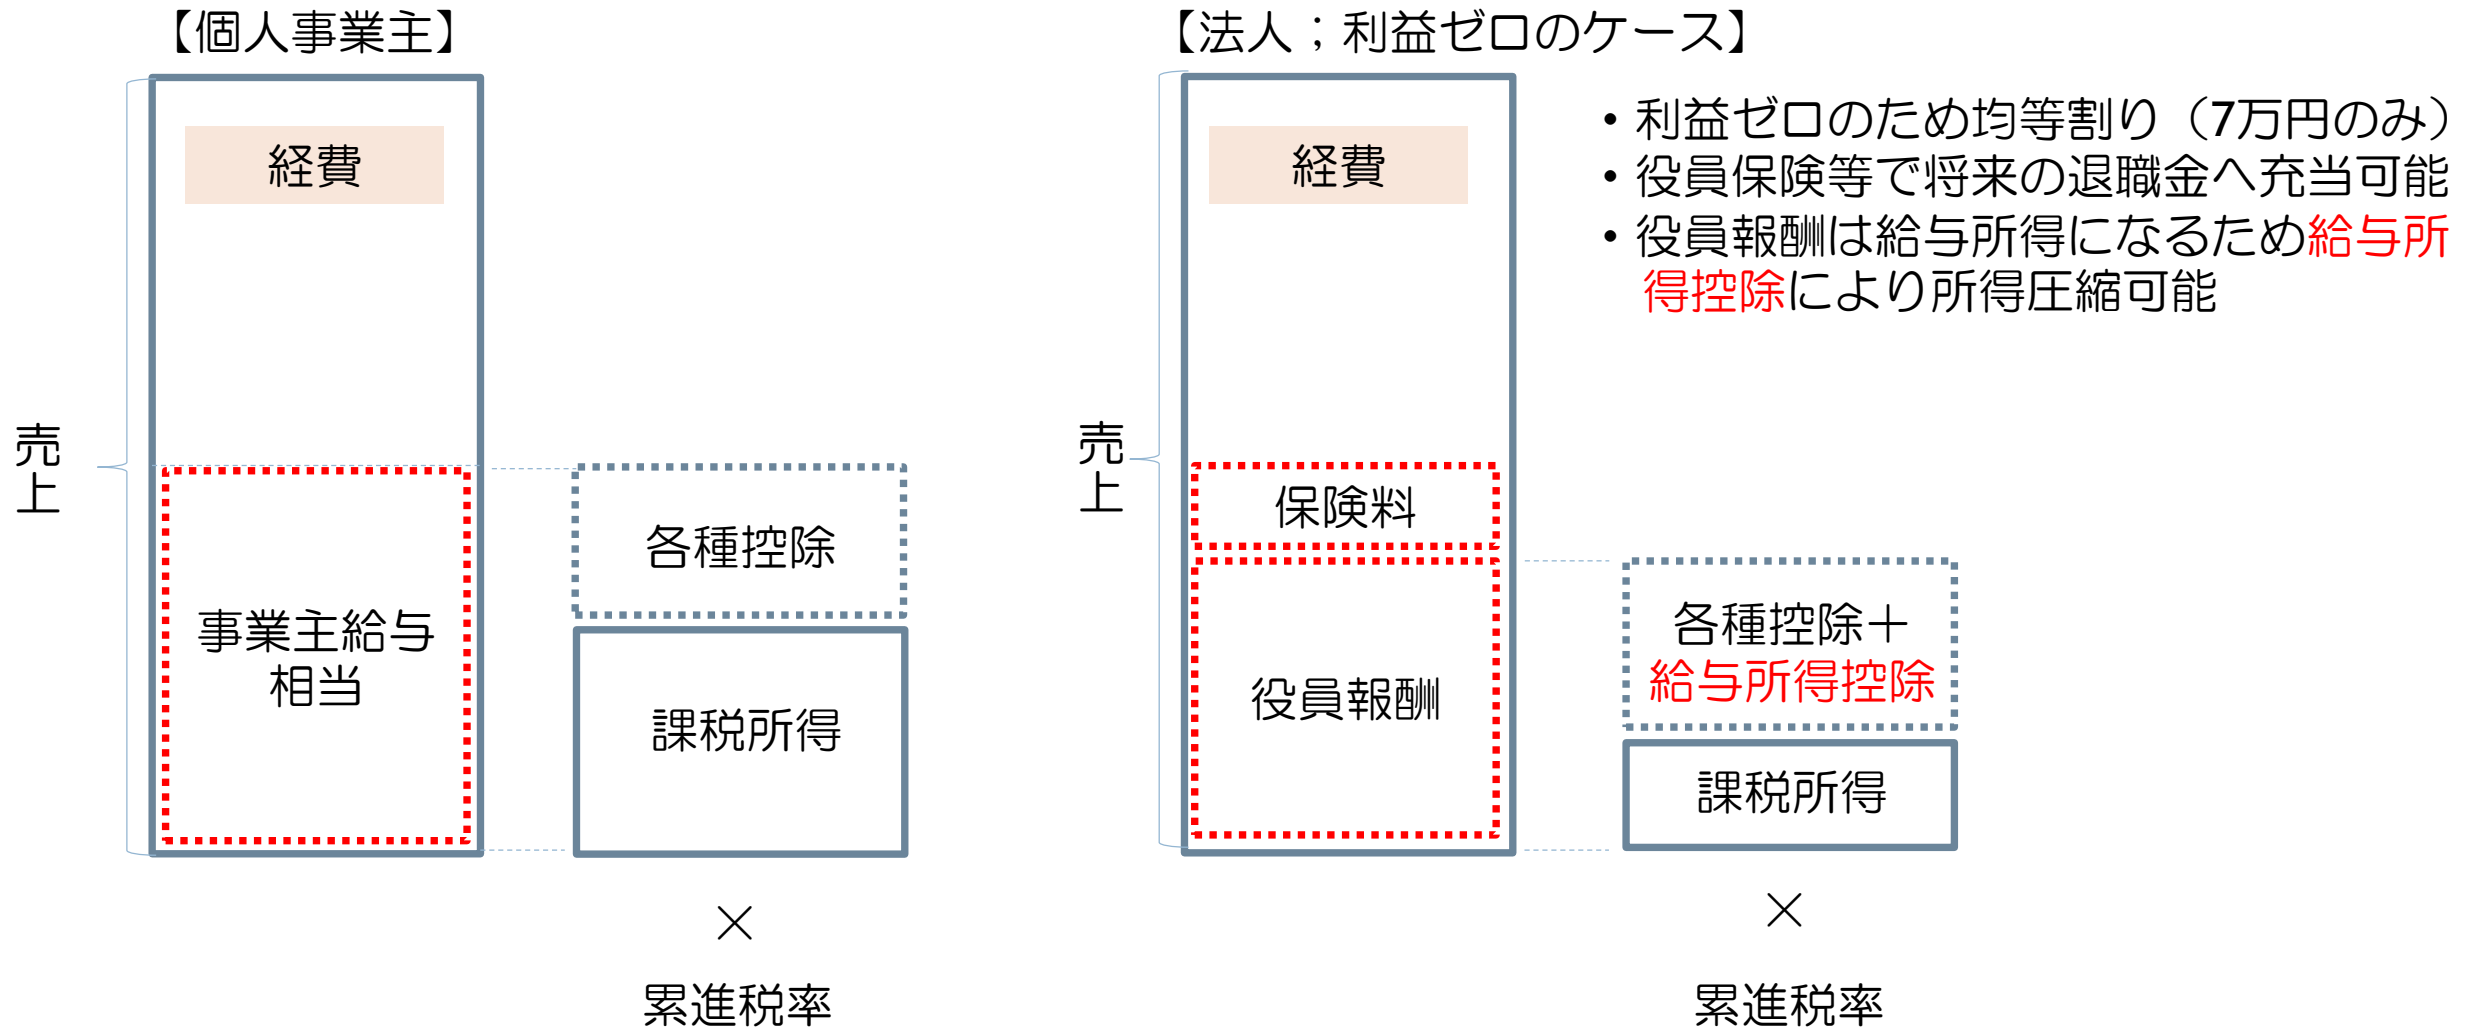 【個人事業主】
経費
売
上
事業主給与
相当
各種控除
課税所得
×
累進税率
【法人；利益ゼロのケース】
経費
売
上
保険料
役員報酬
各種控除＋
給与所得控除
課税所得
×
累進税率
• 利益ゼロのため均等割り（7万円のみ）
• 役員保険等で将来の退職金へ充当可能
• 役員報酬は給与所得になるため給与所
得控除により所得圧縮可能